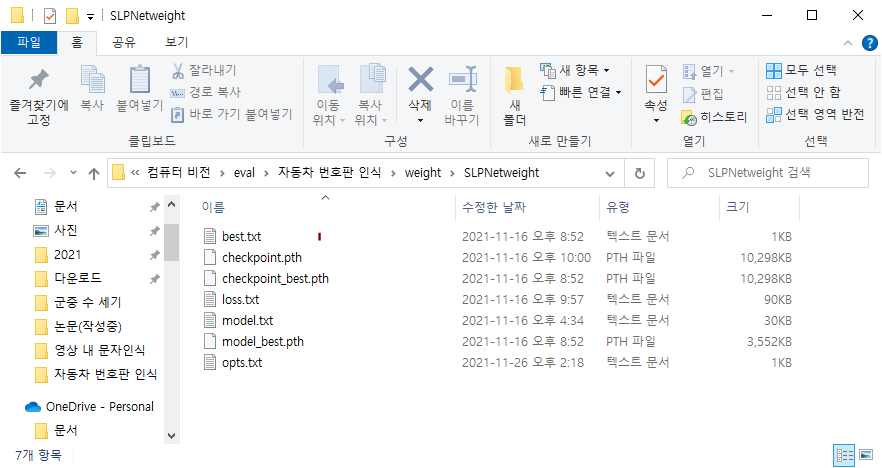 SLPNetweight
파일 홈 공유 보기
즐겨찾기에 고정
복사
붙여넣기
잘라내기
경로 복사
바로 가기 붙여넣기
클립보드
이동 위치
복사 위치
삭제
이름 바꾸기
구성
새 폴더
새 항목
빠른 연결
새로 만들기
속성
열기
편집
히스토리
열기
모두 선택
선택 안 함
선택 영역 반전
선택
« 컴퓨터 비전 > eval > 자동차 번호판 인식 > weight > SLPNetweight
SLPNetweight 검색
문서
사진
2021
다운로드
군중 수 세기
논문(작성중)
영상 내 문자인식
자동차 번호판 인식
OneDrive - Personal
문서
이름 수정한 날짜 유형 크기
best.txt 2021-11-16 오후 8:52 텍스트 문서 1KB
checkpoint.pth 2021-11-16 오후 10:00 PTH 파일 10,298KB
checkpoint_best.pth 2021-11-16 오후 8:52 PTH 파일 10,298KB
loss.txt 2021-11-16 오후 9:57 텍스트 문서 90KB
model.txt 2021-11-16 오후 4:34 텍스트 문서 30KB
model_best.pth 2021-11-16 오후 8:52 PTH 파일 3,552KB
opts.txt 2021-11-26 오후 2:18 텍스트 문서 1KB
7개 항목